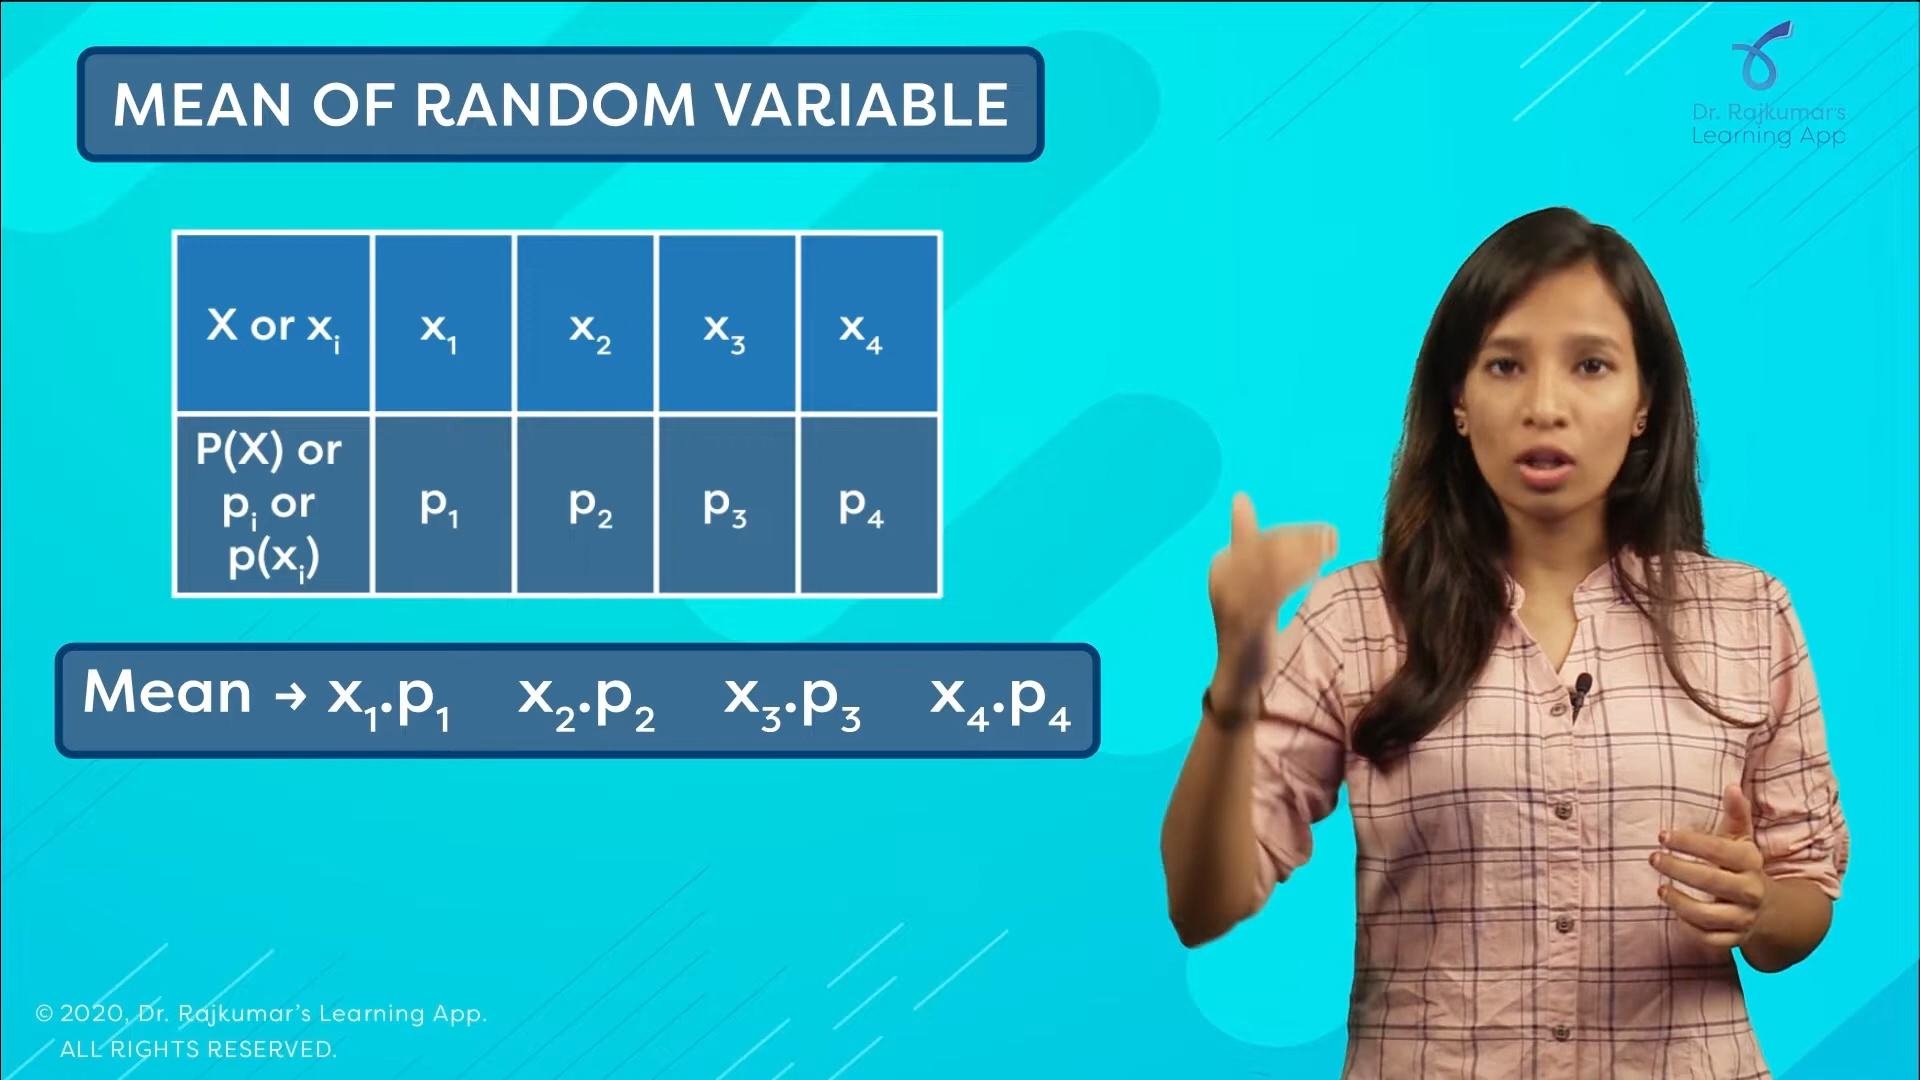 MEAN OF RANDOM VARIABLE
Dr. Rajkumar's
Learning App
X or xᵢ x₁ x₂ x₃ x₄
P(X) or
pᵢ or
p(xᵢ)
p₁ p₂ p₃ p₄
Mean → x₁.p₁ x₂.p₂ x₃.p₃ x₄.p₄
© 2020, Dr. Rajkumar's Learning App.
ALL RIGHTS RESERVED.